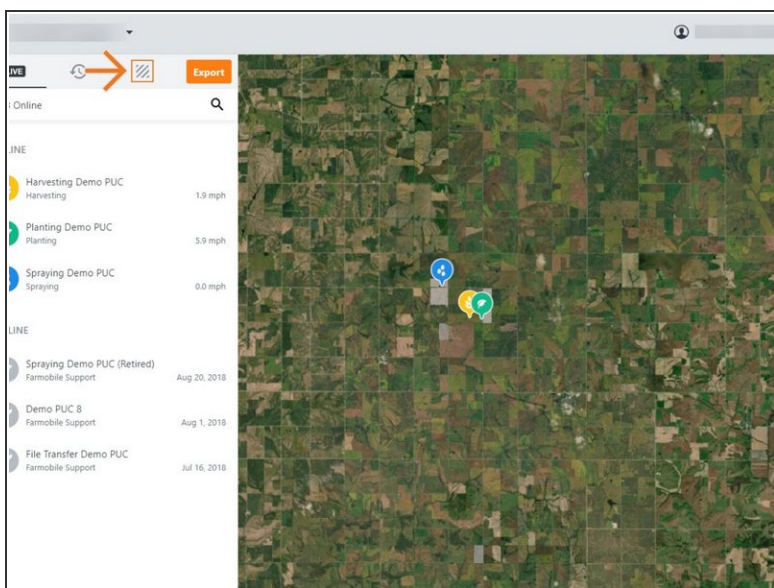 IVE
Export
Online
LINE
Harvesting Demo PUC
Harvesting
1.9 mph
Planting Demo PUC
Planting
5.9 mph
Spraying Demo PUC
Spraying
0.0 mph
LINE
Spraying Demo PUC (Retired)
Farmobile Support
Aug 20, 2018
Demo PUC 8
Farmobile Support
Aug 1, 2018
File Transfer Demo PUC
Farmobile Support
Jul 16, 2018